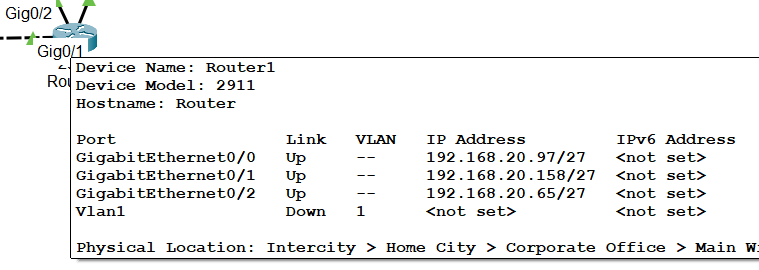 Gig0/2
Gig0/1
Rou
Device Name: Router1
Device Model: 2911
Hostname: Router
Port Link VLAN IP Address IPv6 Address
GigabitEthernet0/0 Up -- 192.168.20.97/27 <not set>
GigabitEthernet0/1 Up -- 192.168.20.158/27 <not set>
GigabitEthernet0/2 Up -- 192.168.20.65/27 <not set>
Vlan1 Down 1 <not set> <not set>
Physical Location: Intercity > Home City > Corporate Office > Main Wi